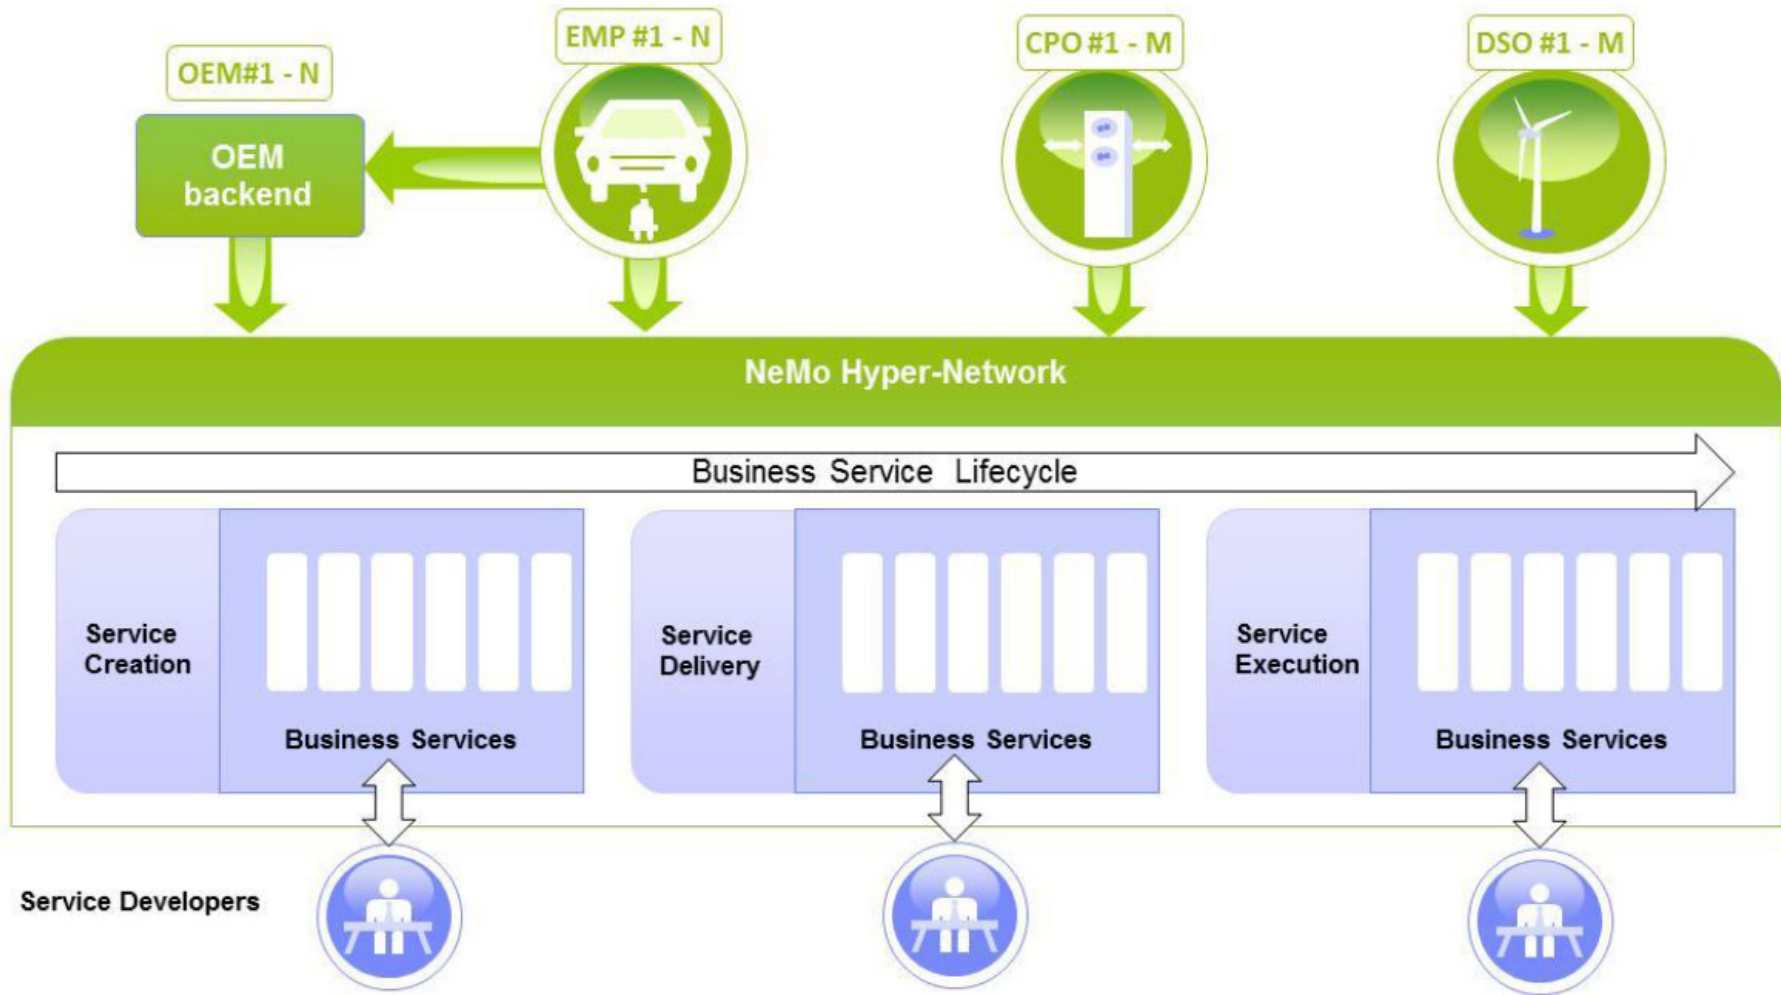 OEM#1 - N
EMP #1 - N
CPO #1 - M
DSO #1 - M
OEM
backend
NeMo Hyper-Network
Business Service Lifecycle
Service
Creation
Business Services
Service
Delivery
Business Services
Service
Execution
Business Services
Service Developers